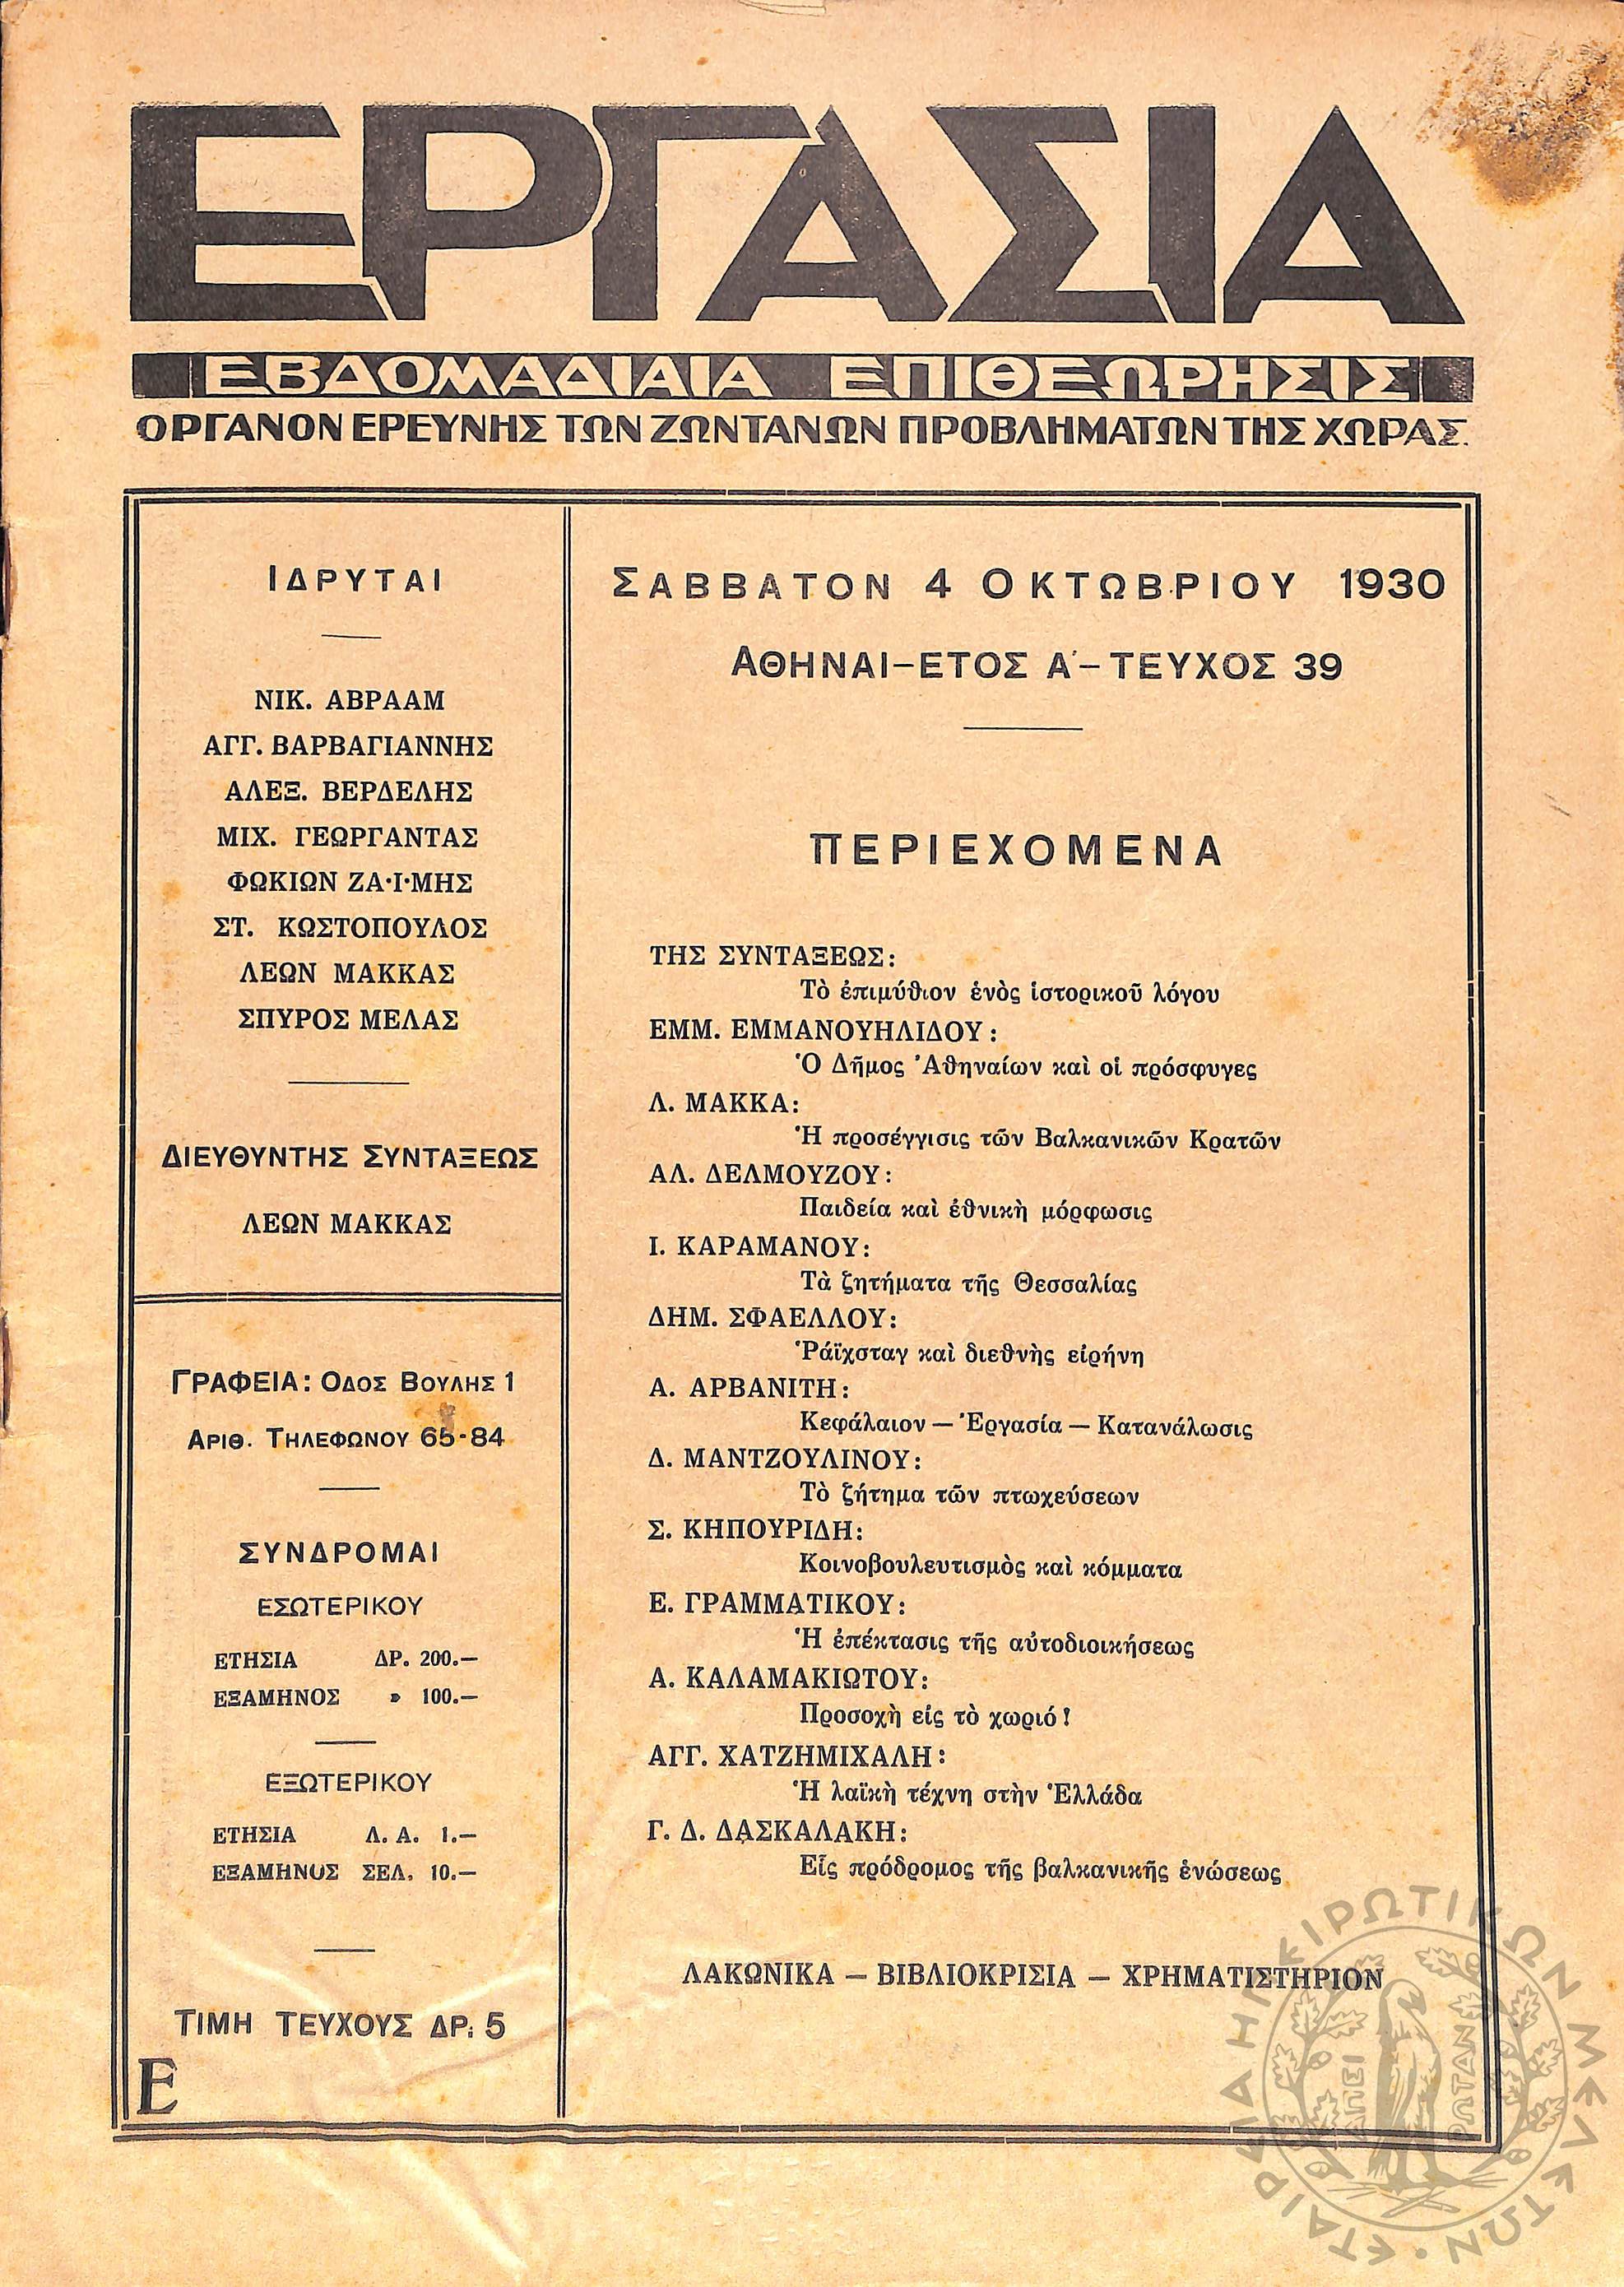 ΕΡΓΑΣΙΑ
ΕΒΔΟΜΑΔΙΑΙΑ ΕΠΙΘΕΩΡΗΣΙΣ
ΟΡΓΑΝΟΝ ΕΡΕΥΝΗΣ ΤΩΝ ΖΩΝΤΑΝΩΝ ΠΡΟΒΛΗΜΑΤΩΝ ΤΗΣ ΧΩΡΑΣ.
ΙΔΡΥΤΑΙ
ΝΙΚ. ΑΒΡΑΑΜ
ΑΓΓ. ΒΑΡΒΑΓΙΑΝΝΗΣ
ΑΛΕΞ. ΒΕΡΔΕΛΗΣ
ΜΙΧ. ΓΕΩΡΓΑΝΤΑΣ
ΦΩΚΙΩΝ ΖΑ·Ι·ΜΗΣ
ΣΤ. ΚΩΣΤΟΠΟΥΛΟΣ
ΛΕΩΝ ΜΑΚΚΑΣ
ΣΠΥΡΟΣ ΜΕΛΑΣ
ΔΙΕΥΘΥΝΤΗΣ ΣΥΝΤΑΞΕΩΣ
ΛΕΩΝ ΜΑΚΚΑΣ
ΓΡΑΦΕΙΑ: ΟΔΟΣ ΒΟΥΛΗΣ 1
ΑΡΙΘ. ΤΗΛΕΦΩΝΟΥ 65-84
ΣΥΝΔΡΟΜΑΙ
ΕΣΩΤΕΡΙΚΟΥ
ΕΤΗΣΙΑ ΔΡ. 200.—
ΕΞΑΜΗΝΟΣ » 100.—
ΕΞΩΤΕΡΙΚΟΥ
ΕΤΗΣΙΑ Λ. Α. 1.—
ΕΞΑΜΗΝΟΣ ΣΕΛ. 10.—
ΤΙΜΗ ΤΕΥΧΟΥΣ ΔΡ. 5
Ε
ΣΑΒΒΑΤΟΝ 4 ΟΚΤΩΒΡΙΟΥ 1930
ΑΘΗΝΑΙ–ΕΤΟΣ Α΄– ΤΕΥΧΟΣ 39
ΠΕΡΙΕΧΟΜΕΝΑ
ΤΗΣ ΣΥΝΤΑΞΕΩΣ:
Τὸ ἐπιμύθιον ἑνὸς ἱστορικοῦ λόγου
ΕΜΜ. ΕΜΜΑΝΟΥΗΛΙΔΟΥ:
Ὁ Δῆμος Ἀθηναίων καὶ οἱ πρόσφυγες
Λ. ΜΑΚΚΑ:
Ἡ προσέγγισις τῶν Βαλκανικῶν Κρατῶν
ΑΛ. ΔΕΛΜΟΥΖΟΥ:
Παιδεία καὶ ἐθνικὴ μόρφωσις
Ι. ΚΑΡΑΜΑΝΟΥ:
Τὰ ζητήματα τῆς Θεσσαλίας
ΔΗΜ. ΣΦΑΕΛΛΟΥ:
Ῥάϊχσταγ καὶ διεθνὴς εἰρήνη
Α. ΑΡΒΑΝΙΤΗ:
Κεφάλαιον — Ἐργασία — Κατανάλωσις
Δ. ΜΑΝΤΖΟΥΛΙΝΟΥ:
Τὸ ζήτημα τῶν πτωχεύσεων
Σ. ΚΗΠΟΥΡΙΔΗ:
Κοινοβουλευτισμὸς καὶ κόμματα
Ε. ΓΡΑΜΜΑΤΙΚΟΥ:
Ἡ ἐπέκτασις τῆς αὐτοδιοικήσεως
Α. ΚΑΛΑΜΑΚΙΩΤΟΥ:
Προσοχὴ εἰς τὸ χωριό!
ΑΓΓ. ΧΑΤΖΗΜΙΧΑΛΗ:
Ἡ λαϊκὴ τέχνη στὴν Ἑλλάδα
Γ. Δ. ΔΑΣΚΑΛΑΚΗ:
Εἷς πρόδρομος τῆς βαλκανικῆς ἑνώσεως
ΛΑΚΩΝΙΚΑ — ΒΙΒΛΙΟΚΡΙΣΙΑ — ΧΡΗΜΑΤΙΣΤΗΡΙΟΝ
ΕΤΑΙΡΕΙΑ ΗΠΕΙΡΩΤΙΚΩΝ ΜΕΛΕΤΩΝ
ΑΠΕΙ ΡΩΤΑΝ